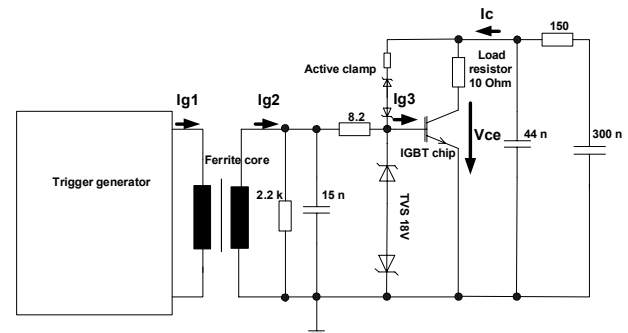 Ic
150
Load
resistor
10 Ohm
Active clamp
Ig1
Ig2
Ig3
8.2
Vce
44 n
300 n
IGBT chip
Ferrite core
Trigger generator
2.2 k
15 n
TVS 18V